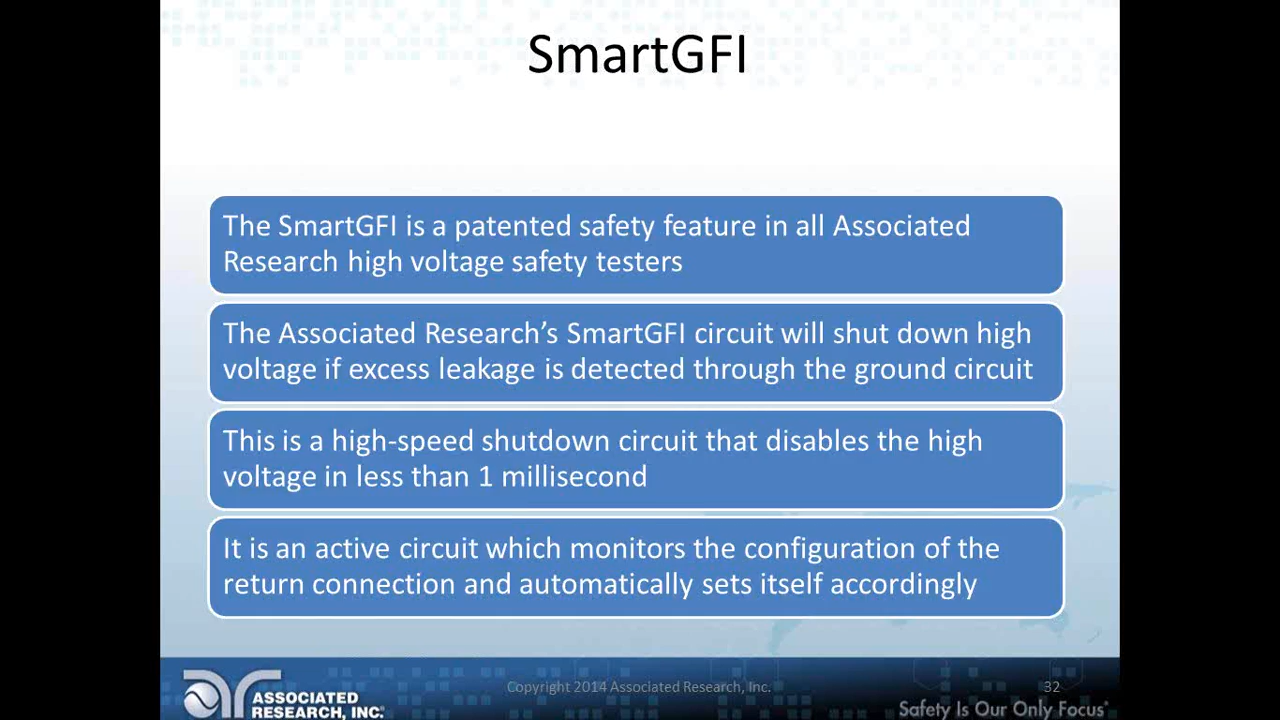 SmartGFI
The SmartGFI is a patented safety feature in all Associated
Research high voltage safety testers
The Associated Research’s SmartGFI circuit will shut down high
voltage if excess leakage is detected through the ground circuit
This is a high-speed shutdown circuit that disables the high
voltage in less than 1 millisecond
It is an active circuit which monitors the configuration of the
return connection and automatically sets itself accordingly
ASSOCIATED
RESEARCH, INC.
Copyright 2014 Associated Research, Inc.
32
Safety Is Our Only Focus